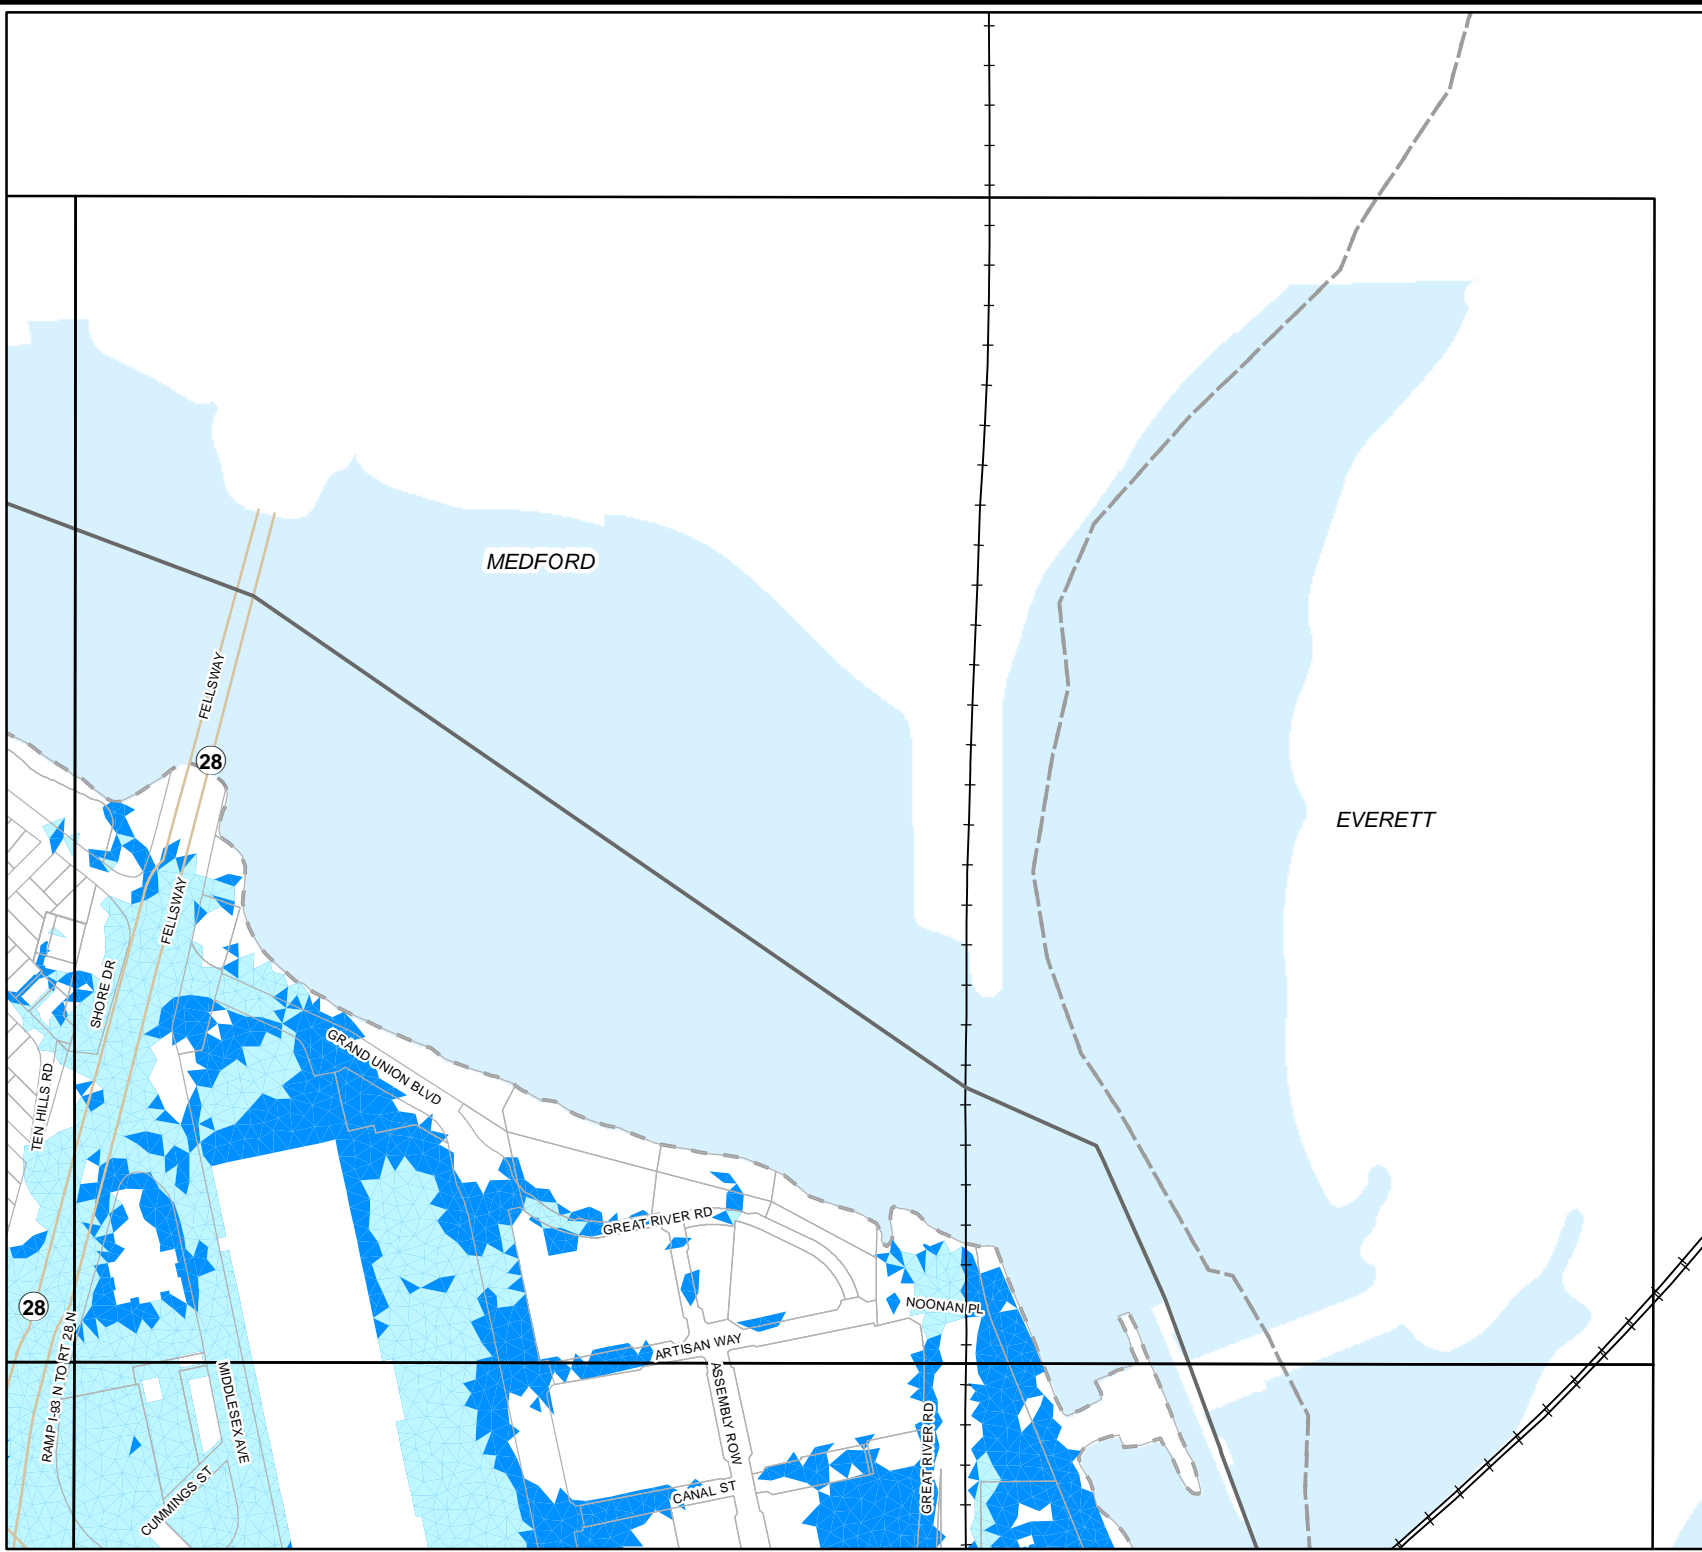 MEDFORD
FELLSWAY
28
EVERETT
FELLSWAY
SHORE DR
GRAND UNION BLVD
TEN HILLS RD
GREAT RIVER RD
28
NOONAN PL
ARTISAN WAY
RAMP I-93 N TO RT 28 N
MIDDLESEX AVE
ASSEMBLY ROW
GREAT RIVER RD
CANAL ST
CUMMINGS ST